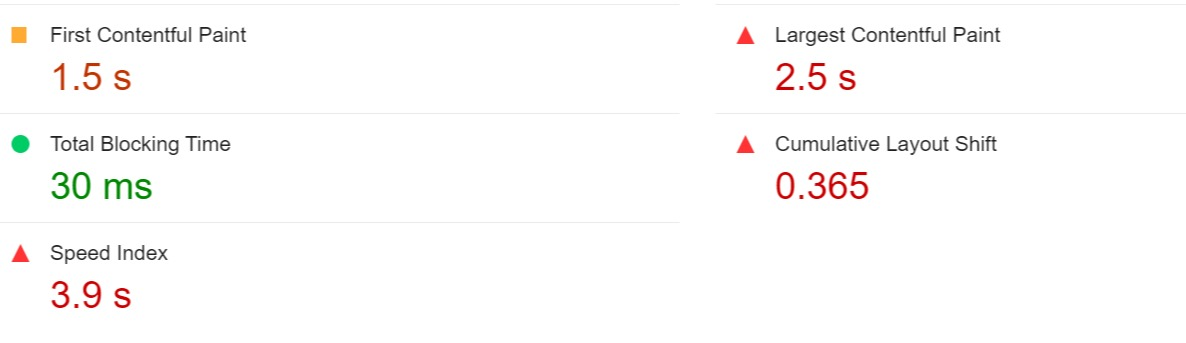 First Contentful Paint
1.5 s
Largest Contentful Paint
2.5 s
Total Blocking Time
30 ms
Cumulative Layout Shift
0.365
Speed Index
3.9 s